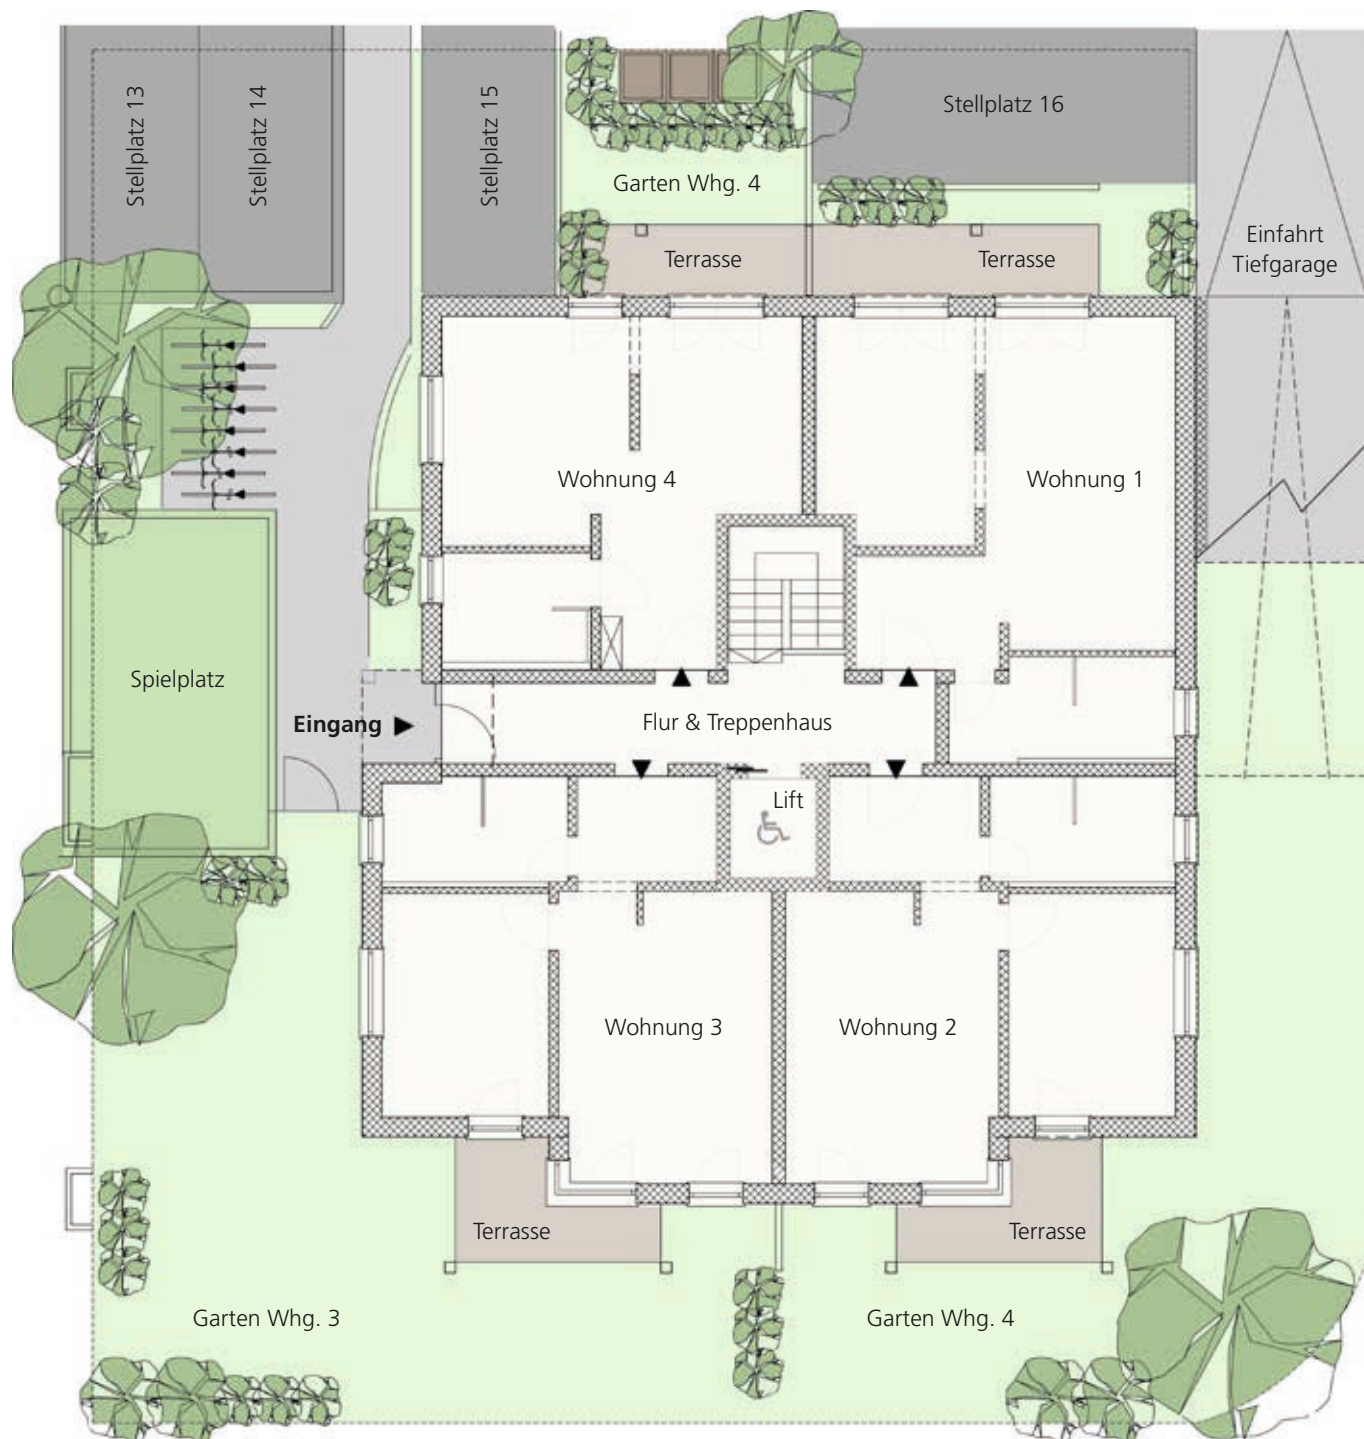 Stellplatz 13
Stellplatz 14
Stellplatz 15
Stellplatz 16
Garten Whg. 4
Terrasse
Terrasse
Einfahrt
Tiefgarage
Wohnung 4
Wohnung 1
Spielplatz
Eingang
Flur & Treppenhaus
Lift
Wohnung 3
Wohnung 2
Terrasse
Terrasse
Garten Whg. 3
Garten Whg. 4